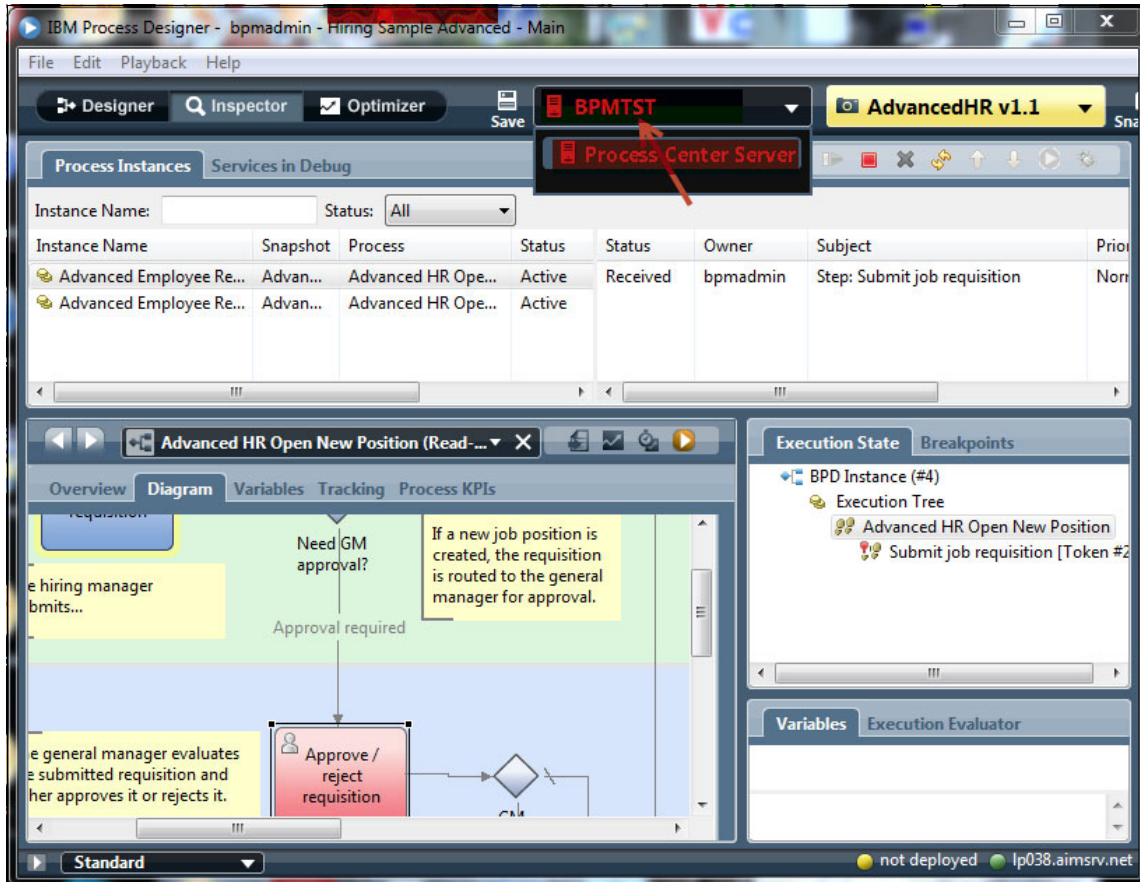 IBM Process Designer - bpmadmin - Hiring Sample Advanced - Main
File Edit Playback Help
Designer Inspector Optimizer Save BPMTST AdvancedHR v1.1 Sna
Process Center Server
Process Instances Services in Debug
Instance Name: Status: All
Instance Name Snapshot Process Status Status Owner Subject Prior
Advanced Employee Re... Advan... Advanced HR Ope... Active Received bpmadmin Step: Submit job requisition Norr
Advanced Employee Re... Advan... Advanced HR Ope... Active
Advanced HR Open New Position (Read-...
Overview Diagram Variables Tracking Process KPIs
requisition
Need GM
approval?
If a new job position is
created, the requisition
is routed to the general
manager for approval.
e hiring manager
bmits...
Approval required
e general manager evaluates
e submitted requisition and
her approves it or rejects it.
Approve /
reject
requisition
GM
Execution State Breakpoints
BPD Instance (#4)
Execution Tree
Advanced HR Open New Position
Submit job requisition [Token #2
Variables Execution Evaluator
Standard
not deployed lp038.aimsrv.net